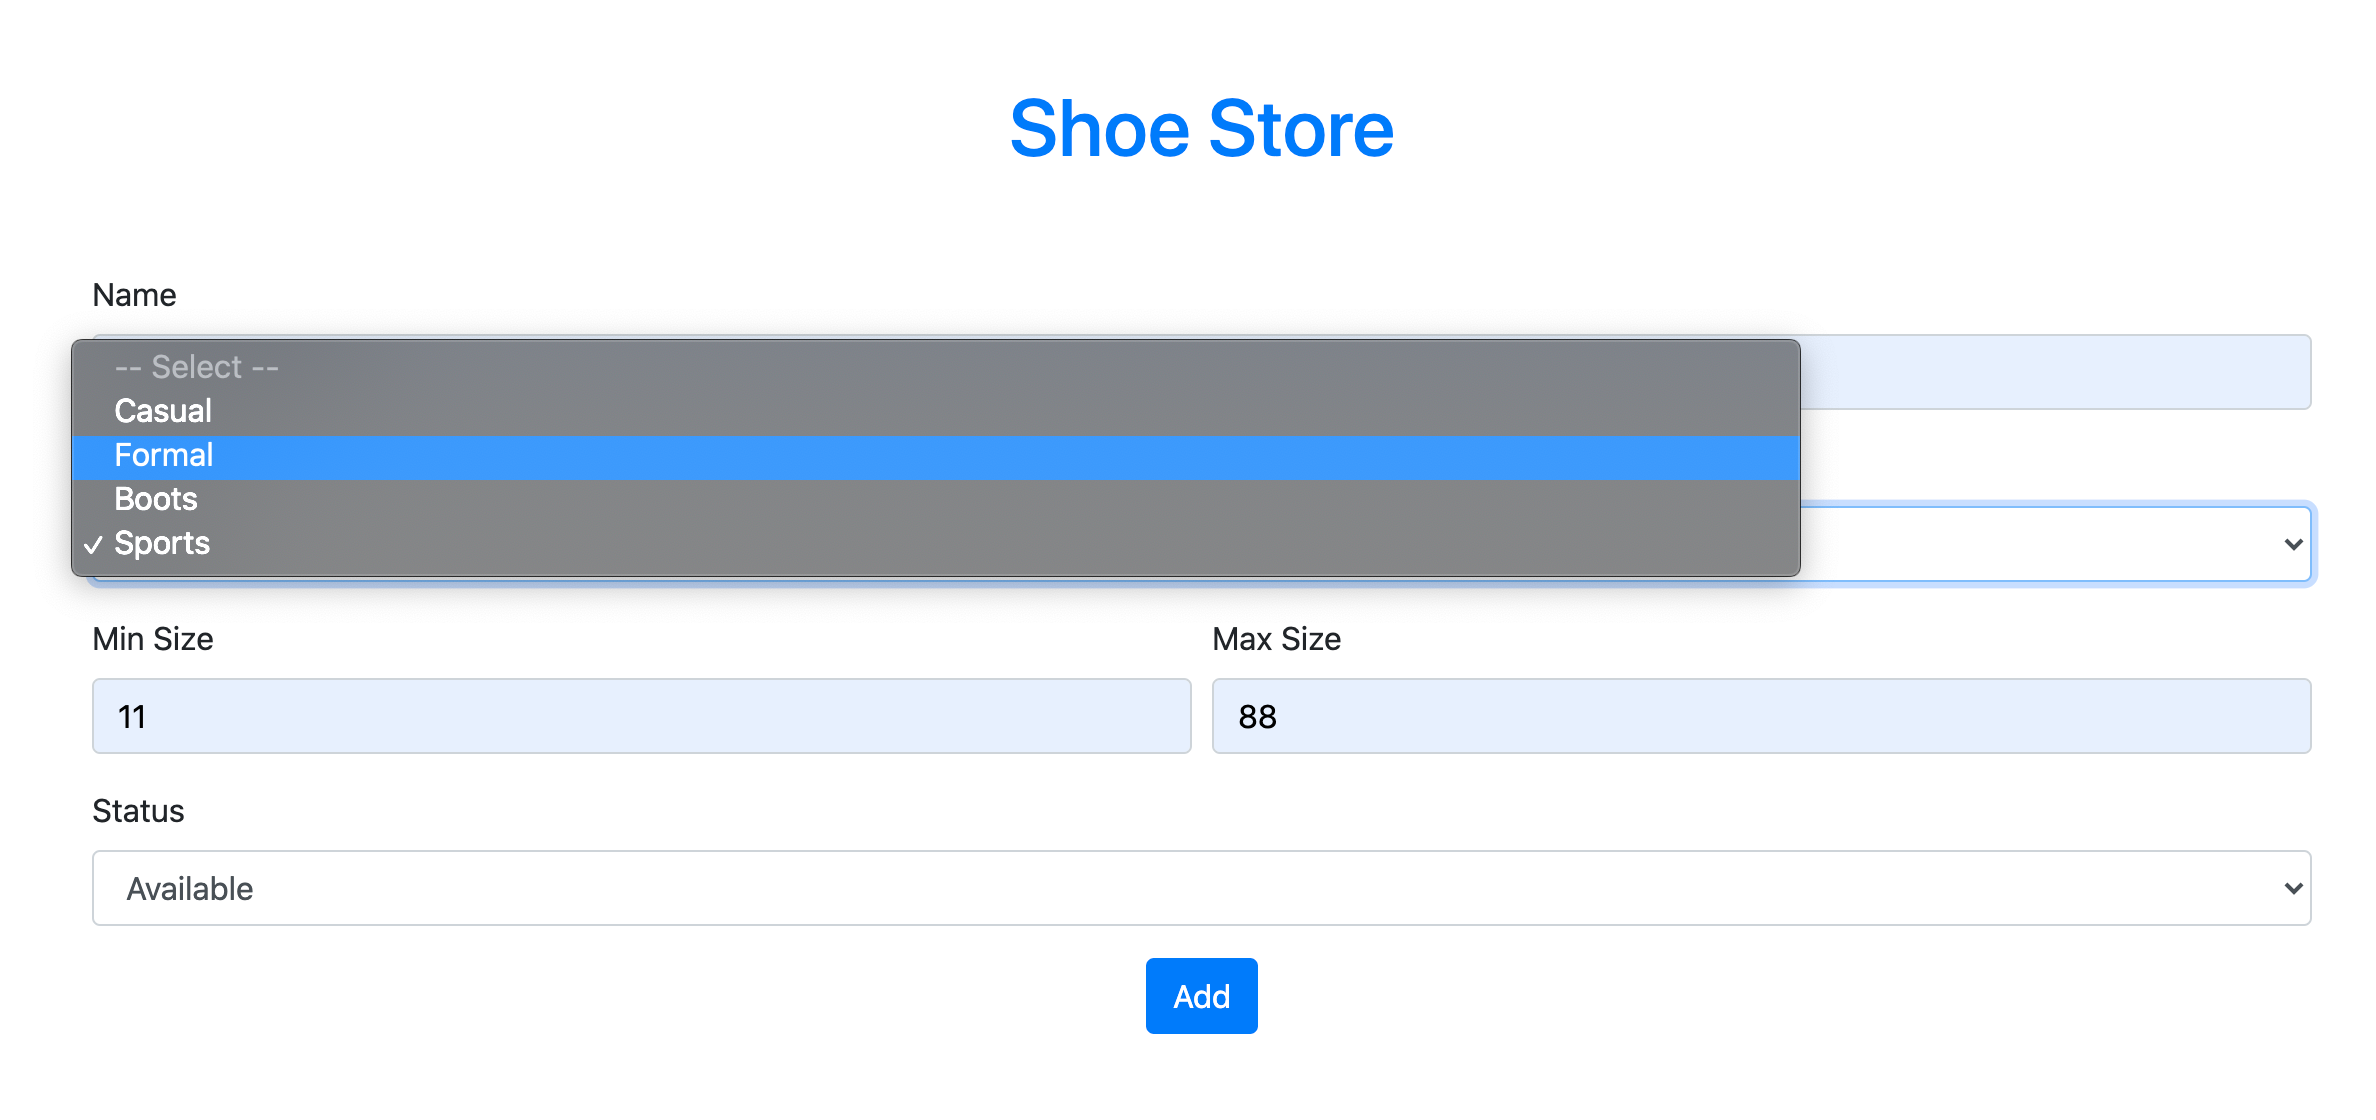 Shoe Store
Name
-- Select --
Casual
Formal
Boots
✓ Sports
Min Size
Max Size
11
88
Status
Available
Add